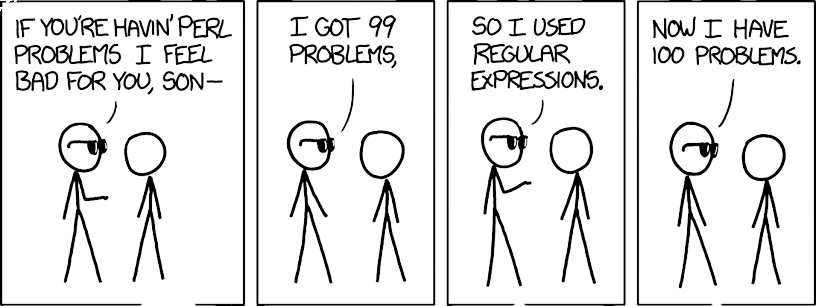 IF YOU'RE HAVIN' PERL
PROBLEMS I FEEL
BAD FOR YOU, SON—
I GOT 99
PROBLEMS,
SO I USED
REGULAR
EXPRESSIONS.
NOW I HAVE
100 PROBLEMS.